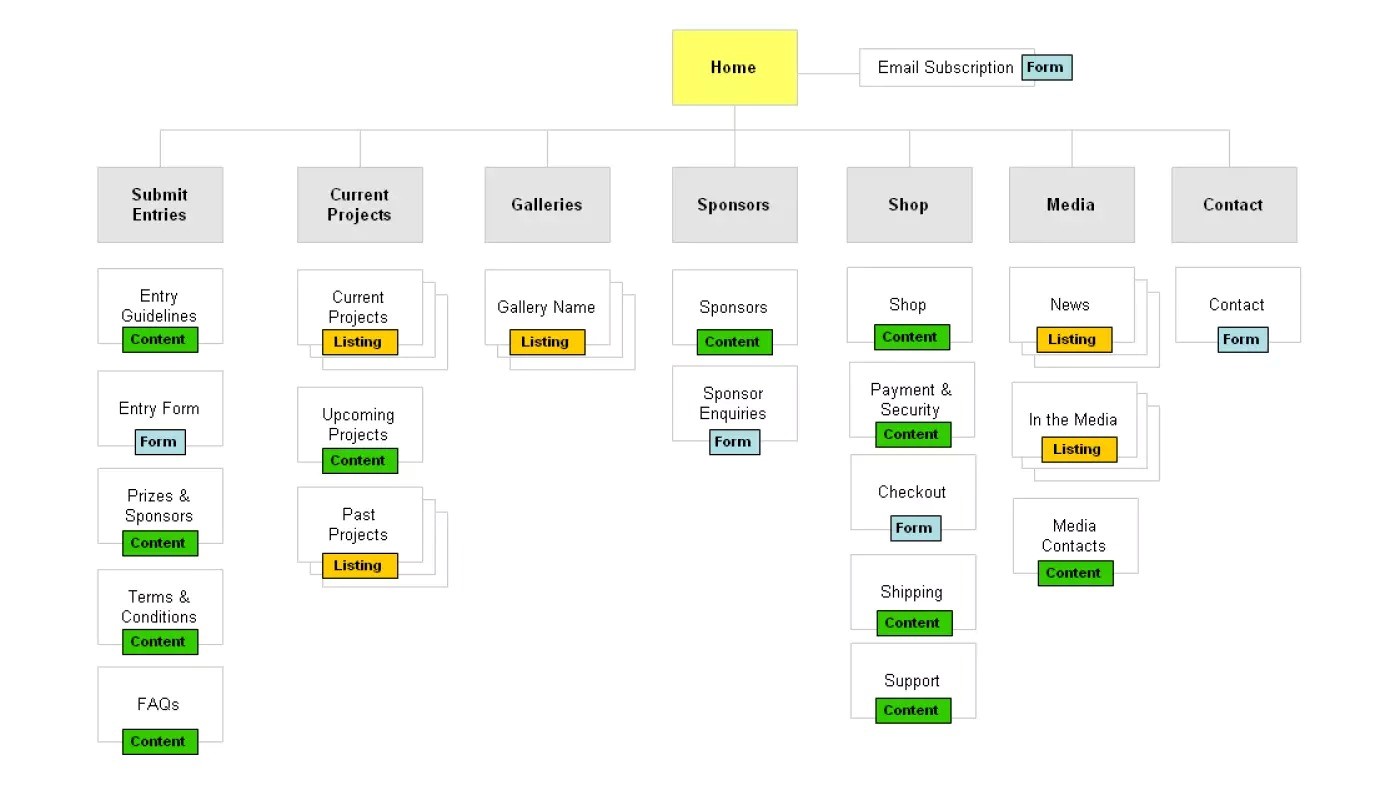 Home
Email Subscription
Form
Submit
Entries
Current
Projects
Galleries
Sponsors
Shop
Media
Contact
Entry
Guidelines
Content
Entry Form
Form
Prizes &
Sponsors
Content
Terms &
Conditions
Content
FAQs
Content
Current
Projects
Listing
Upcoming
Projects
Content
Past
Projects
Listing
Gallery Name
Listing
Sponsors
Content
Sponsor
Enquiries
Form
Shop
Content
Payment &
Security
Content
Checkout
Form
Shipping
Content
Support
Content
News
Listing
In the Media
Listing
Media
Contacts
Content
Contact
Form